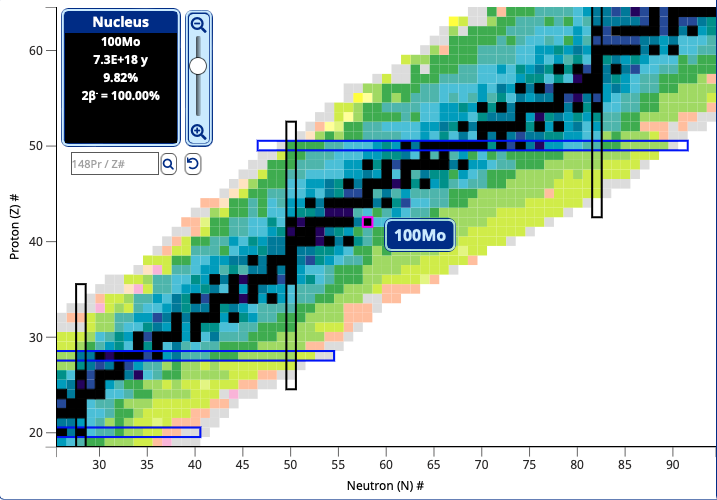 Nucleus
100Mo
7.3E+18 y
9.82%
2β⁻ = 100.00%
148Pr / Z#
100Mo
Proton (Z) #
60
50
40
30
20
30 35 40 45 50 55 60 65 70 75 80 85 90
Neutron (N) #